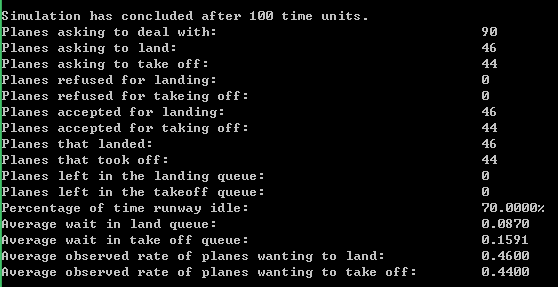 Simulation has concluded after 100 time units.
Planes asking to deal with: 90
Planes asking to land: 46
Planes asking to take off: 44
Planes refused for landing: 0
Planes refused for takeing off: 0
Planes accepted for landing: 46
Planes accepted for taking off: 44
Planes that landed: 46
Planes that took off: 44
Planes left in the landing queue: 0
Planes left in the takeoff queue: 0
Percentage of time runway idle: 70.0000%
Average wait in land queue: 0.0870
Average wait in take off queue: 0.1591
Average observed rate of planes wanting to land: 0.4600
Average observed rate of planes wanting to take off: 0.4400